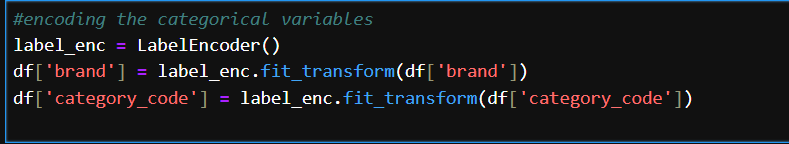 #encoding the categorical variables
label_enc = LabelEncoder()
df['brand'] = label_enc.fit_transform(df['brand'])
df['category_code'] = label_enc.fit_transform(df['category_code'])